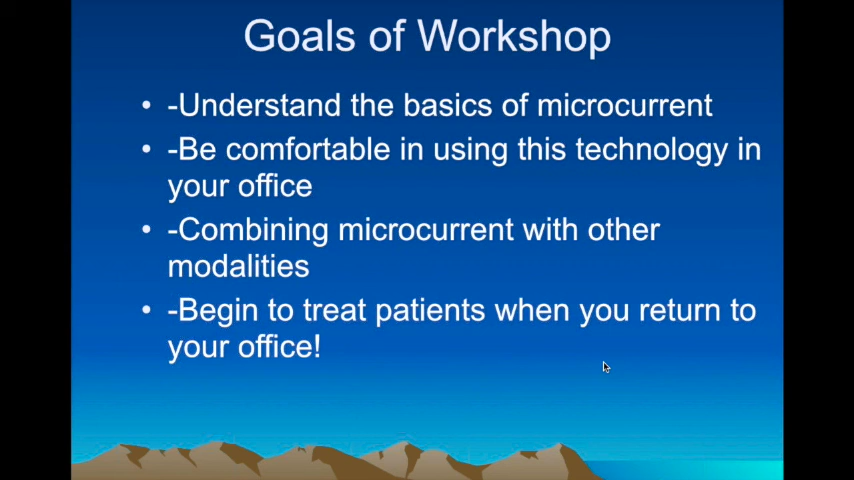 Goals of Workshop
• -Understand the basics of microcurrent
• -Be comfortable in using this technology in
your office
• -Combining microcurrent with other
modalities
• -Begin to treat patients when you return to
your office!